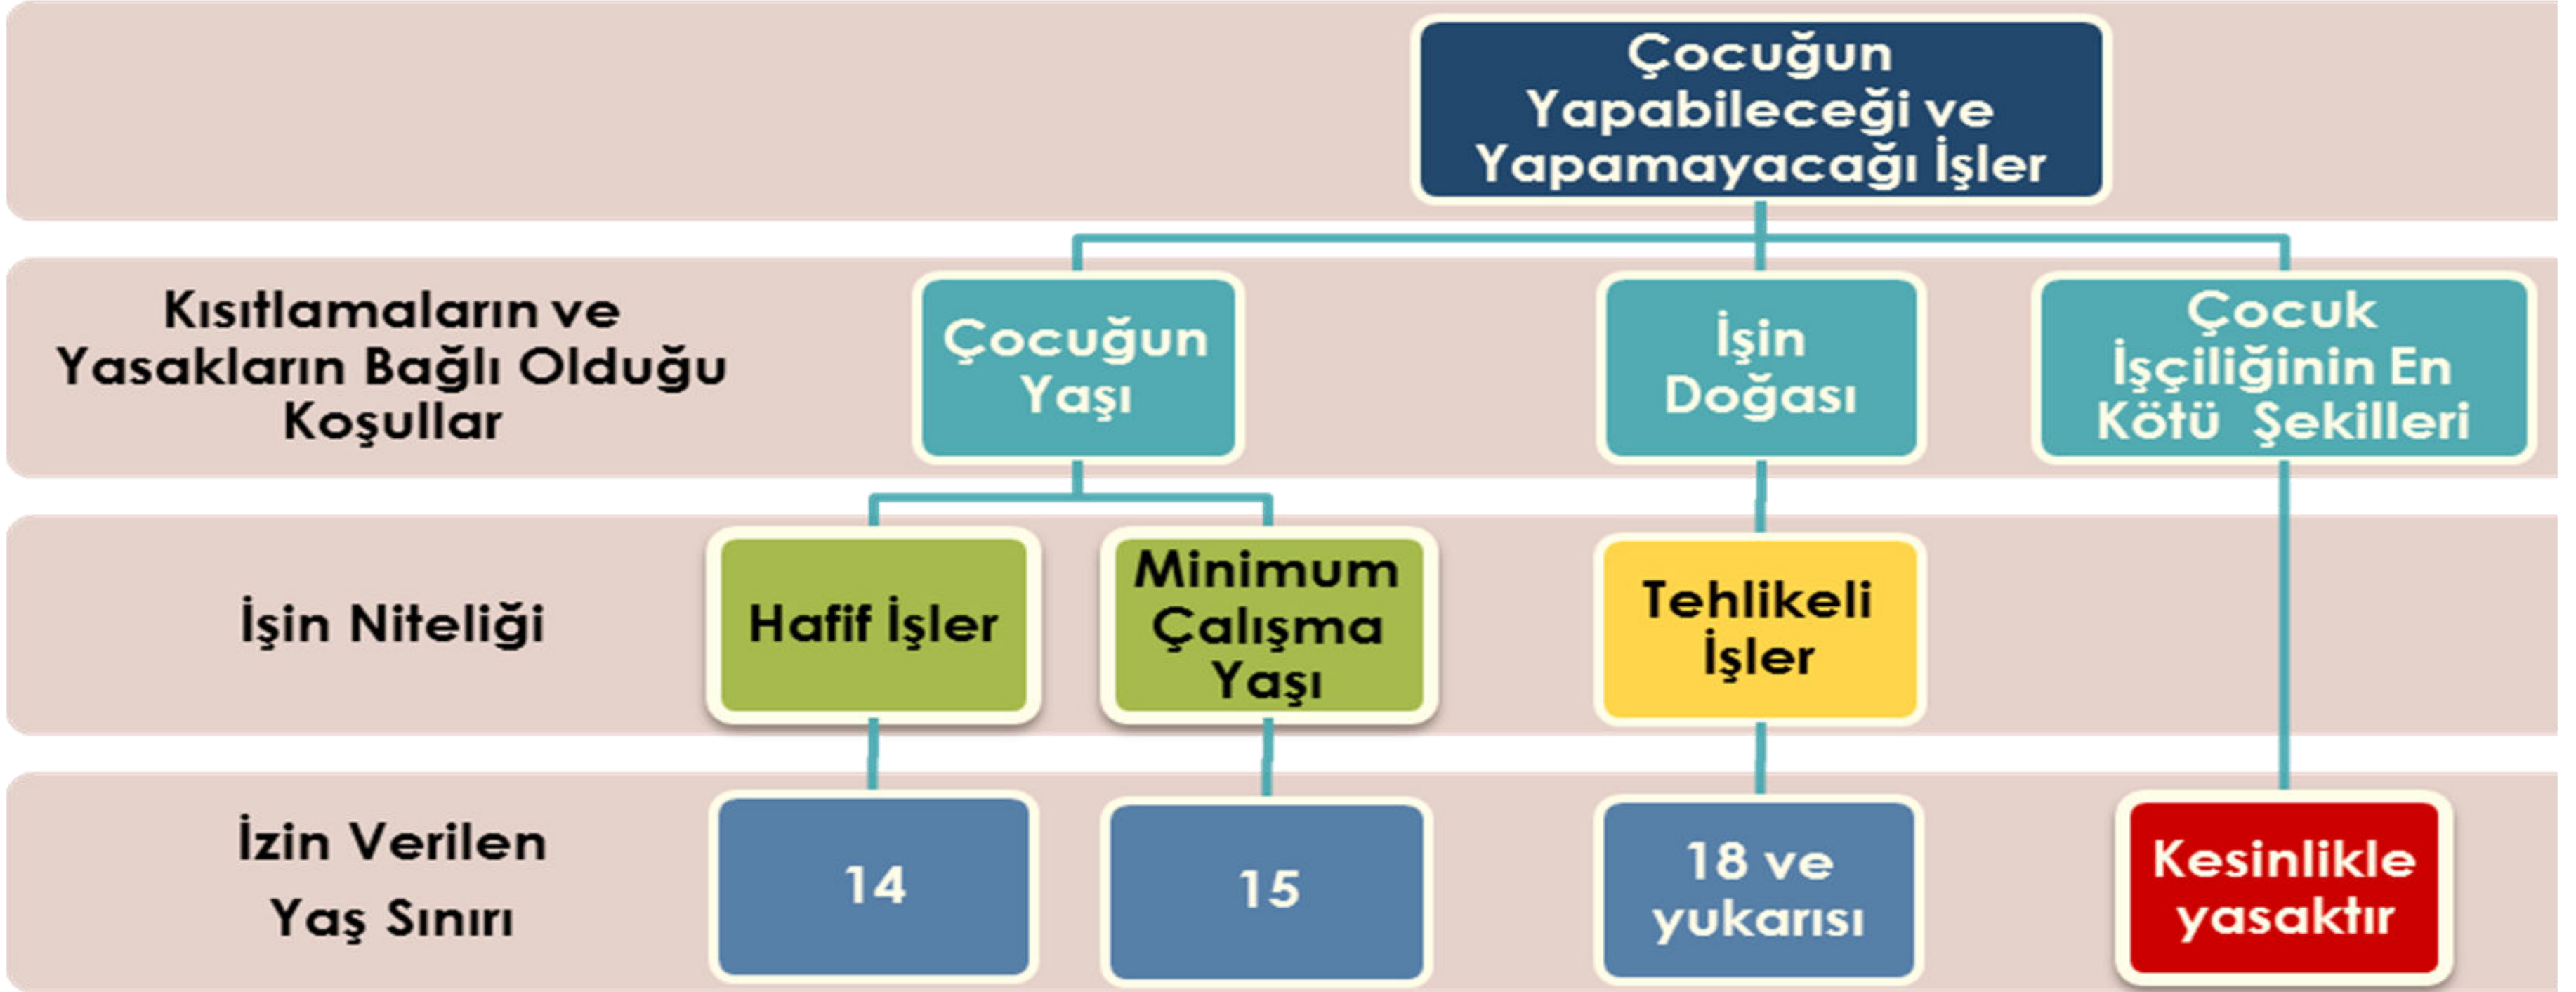 Çocuğun
Yapabileceği ve
Yapamayacağı İşler
Kısıtlamaların ve
Yasakların Bağlı Olduğu
Koşullar
Çocuğun
Yaşı
İşin
Doğası
Çocuk
İşçiliğinin En
Kötü Şekilleri
İşin Niteliği
Hafif İşler
Minimum
Çalışma
Yaşı
Tehlikeli
İşler
İzin Verilen
Yaş Sınırı
14
15
18 ve
yukarısı
Kesinlikle
yasaktır